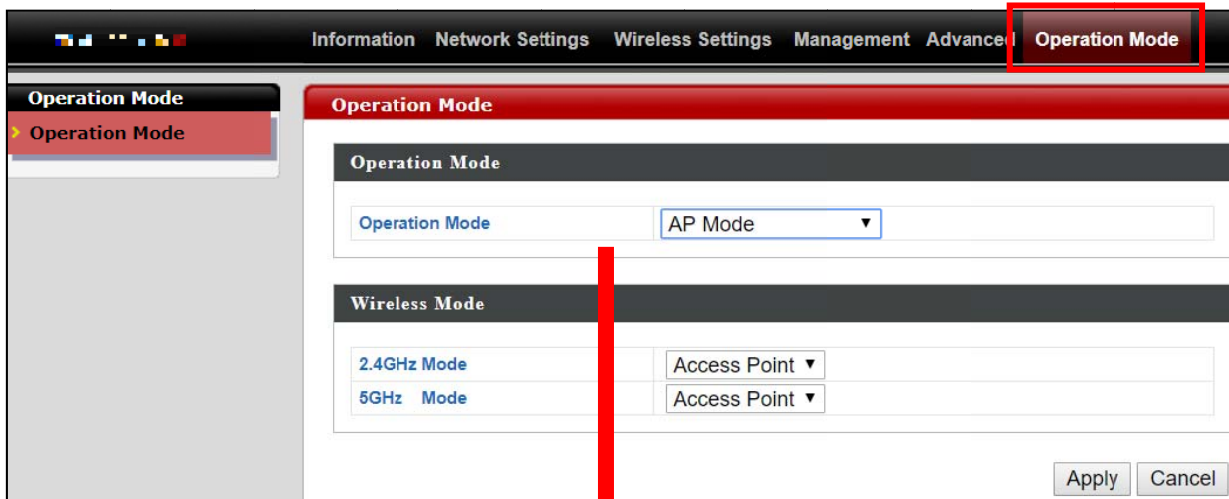 Information Network Settings Wireless Settings Management Advanced Operation Mode
Operation Mode
Operation Mode
Operation Mode
Operation Mode
Operation Mode AP Mode
Wireless Mode
2.4GHz Mode Access Point
5GHz Mode Access Point
Apply Cancel